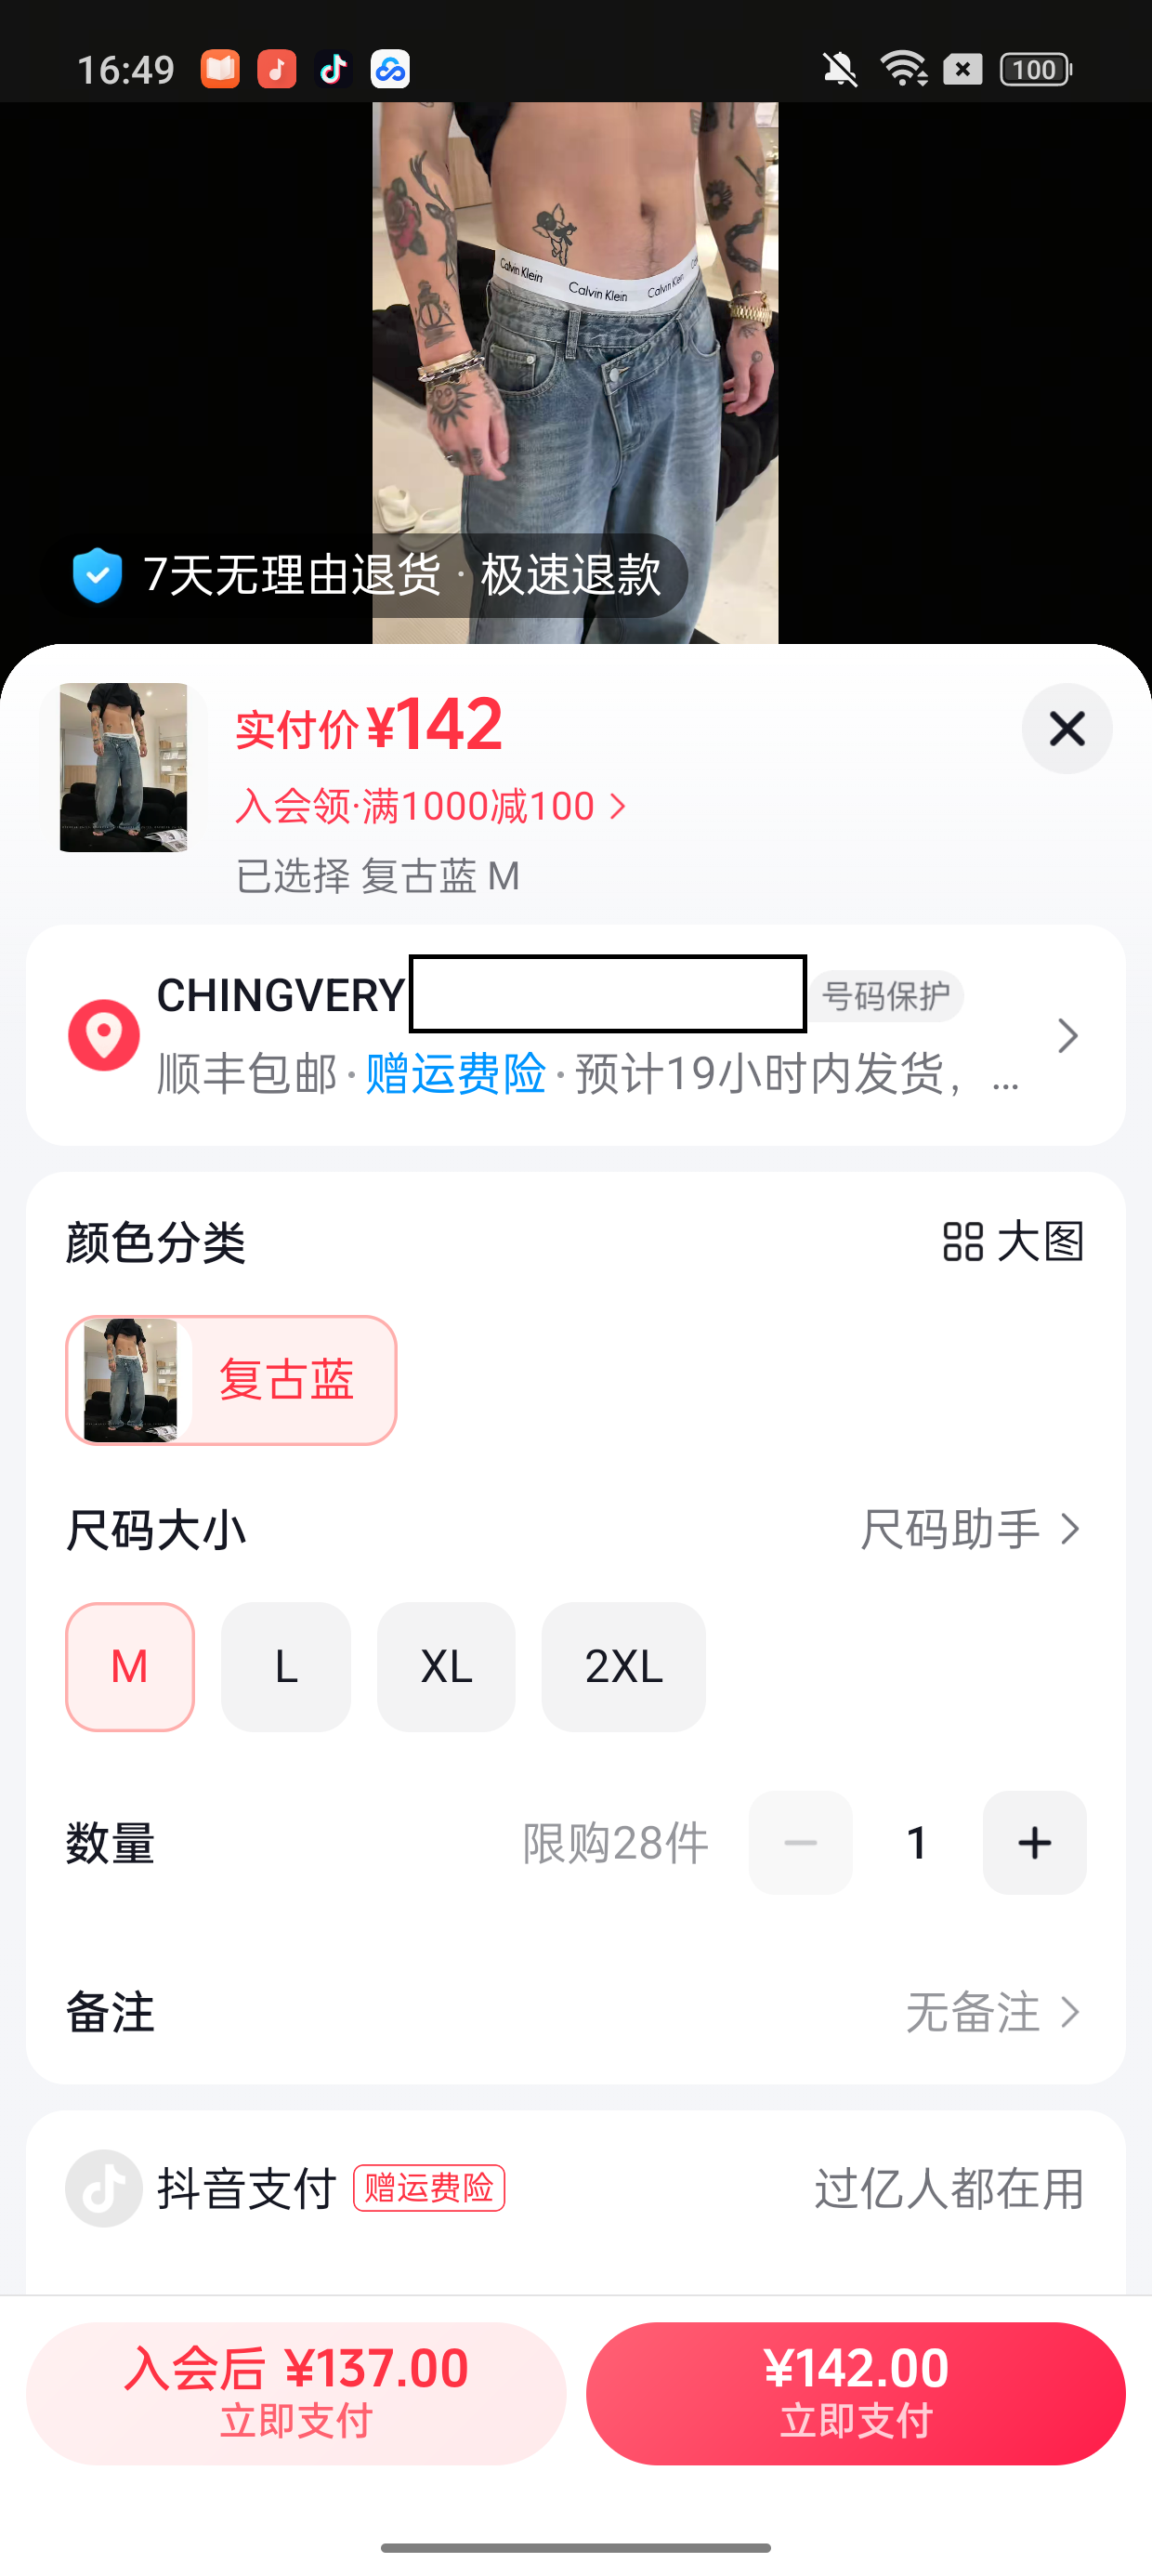 16:49
100
Calvin Klein
Calvin Klein
Calvin Klein
7天无理由退货 · 极速退款
实付价 ¥142
入会领·满1000减100
已选择 复古蓝 M
CHINGVERY 号码保护
顺丰包邮 · 赠运费险 · 预计19小时内发货，...
颜色分类 大图
复古蓝
尺码大小 尺码助手
M L XL 2XL
数量 限购28件 1
备注 无备注
抖音支付 赠运费险 过亿人都在用
入会后 ¥137.00
立即支付
¥142.00
立即支付